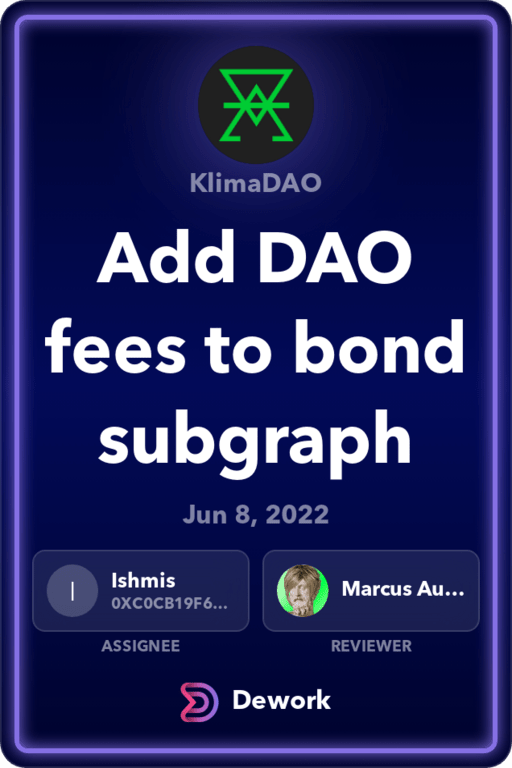 KlimaDAO
Add DAO
fees to bond
subgraph
Jun 8, 2022
I
Ishmis
0XC0CB19F6...
Marcus Au...
ASSIGNEE
REVIEWER
Dework